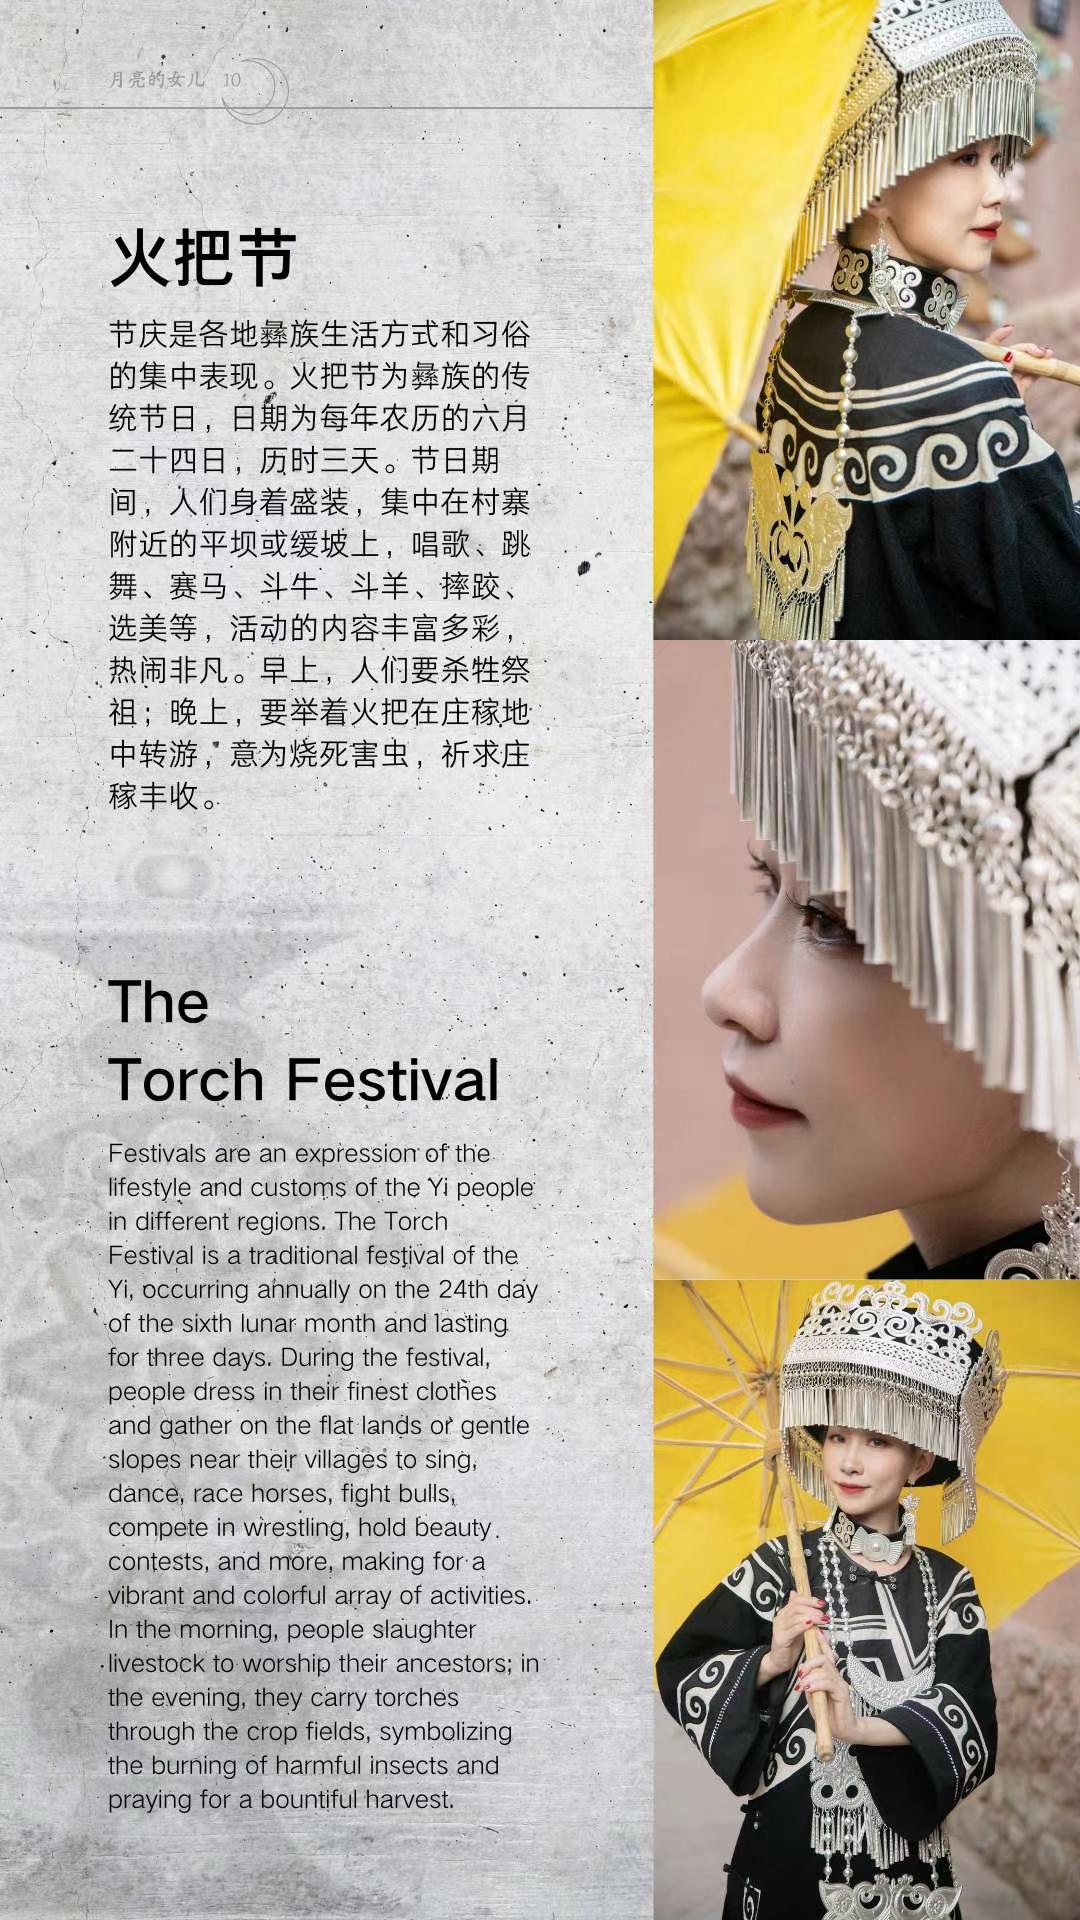 月亮的女儿 10
火把节
节庆是各地彝族生活方式和习俗
的集中表现。火把节为彝族的传
统节日，日期为每年农历的六月
二十四日，历时三天。节日期
间，人们身着盛装，集中在村寨
附近的平坝或缓坡上，唱歌、跳
舞、赛马、斗牛、斗羊、摔跤、
选美等，活动的内容丰富多彩，
热闹非凡。早上，人们要杀牲祭
祖；晚上，要举着火把在庄稼地
中转游，意为烧死害虫，祈求庄
稼丰收。
The
Torch Festival
Festivals are an expression of the
lifestyle and customs of the Yi people
in different regions. The Torch
Festival is a traditional festival of the
Yi, occurring annually on the 24th day
of the sixth lunar month and lasting
for three days. During the festival,
people dress in their finest clothes
and gather on the flat lands or gentle
slopes near their villages to sing,
dance, race horses, fight bulls,
compete in wrestling, hold beauty
contests, and more, making for a
vibrant and colorful array of activities.
In the morning, people slaughter
livestock to worship their ancestors; in
the evening, they carry torches
through the crop fields, symbolizing
the burning of harmful insects and
praying for a bountiful harvest.